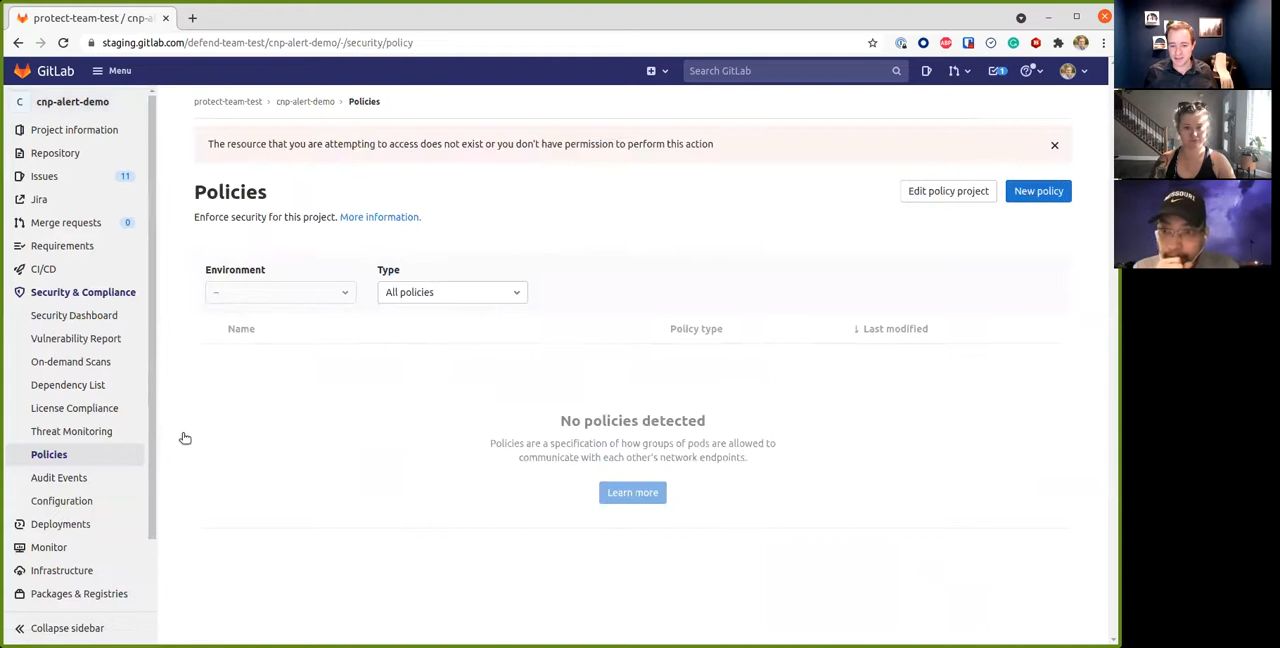 protect-team-test / cnp-al
staging.gitlab.com/defend-team-test/cnp-alert-demo/-/security/policy
ABP
GitLab
Menu
Search GitLab
1
C cnp-alert-demo
Project information
Repository
Issues 11
Jira
Merge requests 0
Requirements
CI/CD
Security & Compliance
Security Dashboard
Vulnerability Report
On-demand Scans
Dependency List
License Compliance
Threat Monitoring
Policies
Audit Events
Configuration
Deployments
Monitor
Infrastructure
Packages & Registries
Collapse sidebar
protect-team-test > cnp-alert-demo > Policies
The resource that you are attempting to access does not exist or you don't have permission to perform this action
Policies
Edit policy project
New policy
Enforce security for this project. More information.
Environment
Type
–
All policies
Name
Policy type
Last modified
No policies detected
Policies are a specification of how groups of pods are allowed to
communicate with each other's network endpoints.
Learn more
MISSOURI